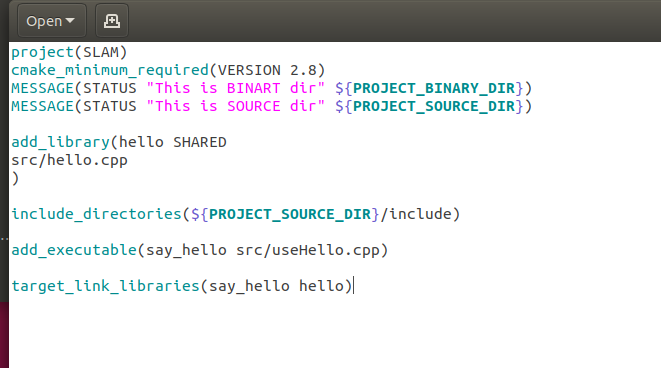 Open
project(SLAM)
cmake_minimum_required(VERSION 2.8)
MESSAGE(STATUS "This is BINART dir" ${PROJECT_BINARY_DIR})
MESSAGE(STATUS "This is SOURCE dir" ${PROJECT_SOURCE_DIR})
add_library(hello SHARED
src/hello.cpp
)
include_directories(${PROJECT_SOURCE_DIR}/include)
add_executable(say_hello src/useHello.cpp)
target_link_libraries(say_hello hello)